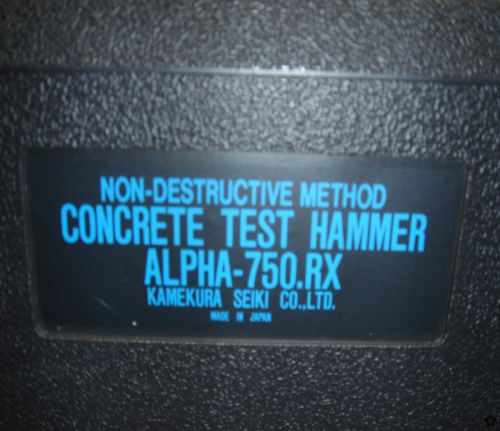 NON-DESTRUCTIVE METHOD
CONCRETE TEST HAMMER
ALPHA-750.RX
KAMEKURA SEIKI CO.,LTD.
MADE IN JAPAN